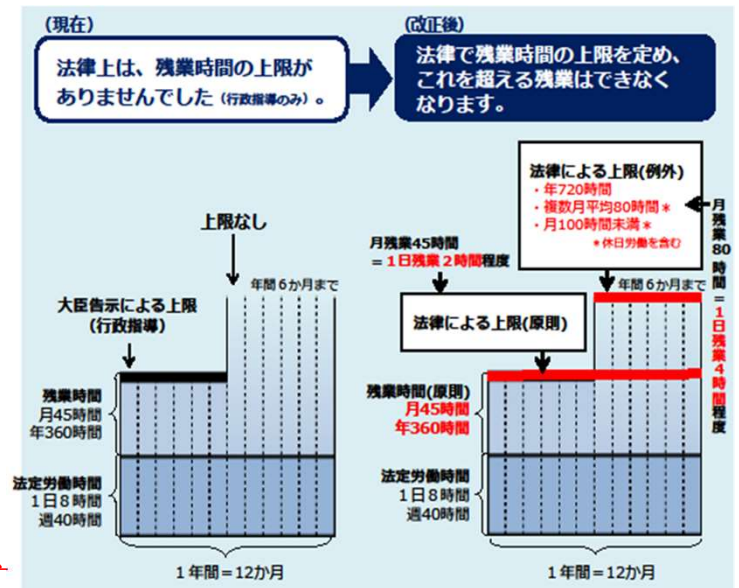 (現在)
法律上は、残業時間の上限が
ありませんでした（行政指導のみ）。
(改正後)
法律で残業時間の上限を定め、
これを超える残業はできなく
なります。
上限なし
大臣告示による上限
(行政指導)
年間６か月まで
残業時間
月45時間
年360時間
法定労働時間
1日8時間
週40時間
１年間＝12か月
法律による上限(例外)
・年720時間
・複数月平均80時間＊
・月100時間未満＊
＊休日労働を含む
月残業80時間＝1日残業4時間程度
月残業45時間
＝1日残業２時間程度
年間６か月まで
法律による上限(原則)
残業時間(原則)
月45時間
年360時間
法定労働時間
1日8時間
週40時間
１年間＝12か月